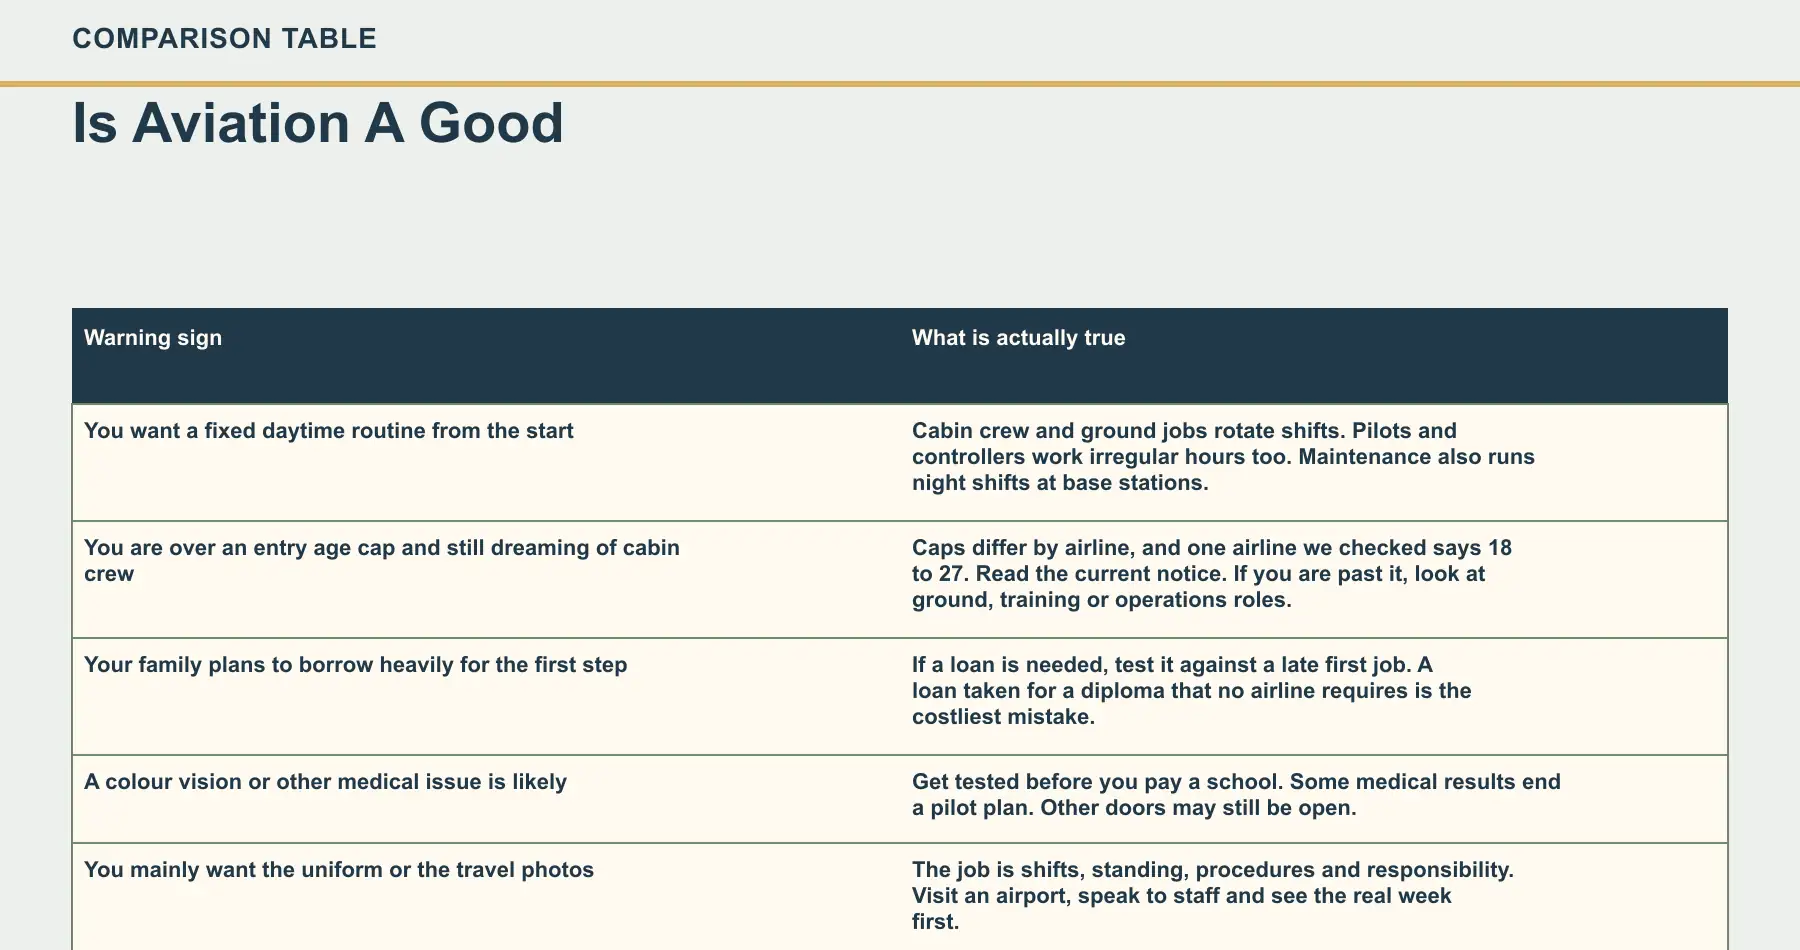 COMPARISON TABLE
Is Aviation A Good
Warning sign
What is actually true
You want a fixed daytime routine from the start
Cabin crew and ground jobs rotate shifts. Pilots and
controllers work irregular hours too. Maintenance also runs
night shifts at base stations.
You are over an entry age cap and still dreaming of cabin
crew
Caps differ by airline, and one airline we checked says 18
to 27. Read the current notice. If you are past it, look at
ground, training or operations roles.
Your family plans to borrow heavily for the first step
If a loan is needed, test it against a late first job. A
loan taken for a diploma that no airline requires is the
costliest mistake.
A colour vision or other medical issue is likely
Get tested before you pay a school. Some medical results end
a pilot plan. Other doors may still be open.
You mainly want the uniform or the travel photos
The job is shifts, standing, procedures and responsibility.
Visit an airport, speak to staff and see the real week
first.